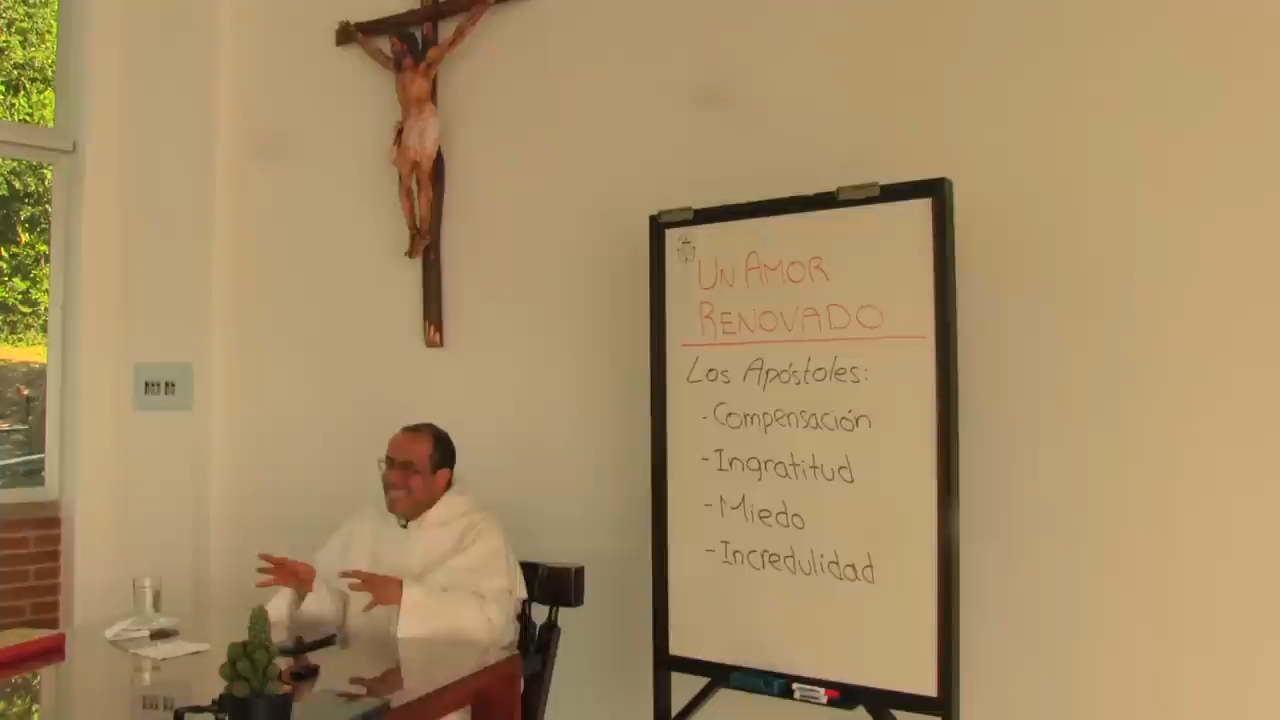 UN AMOR
RENOVADO
Los Apóstoles:
-Compensación
-Ingratitud
-Miedo
-Incredulidad